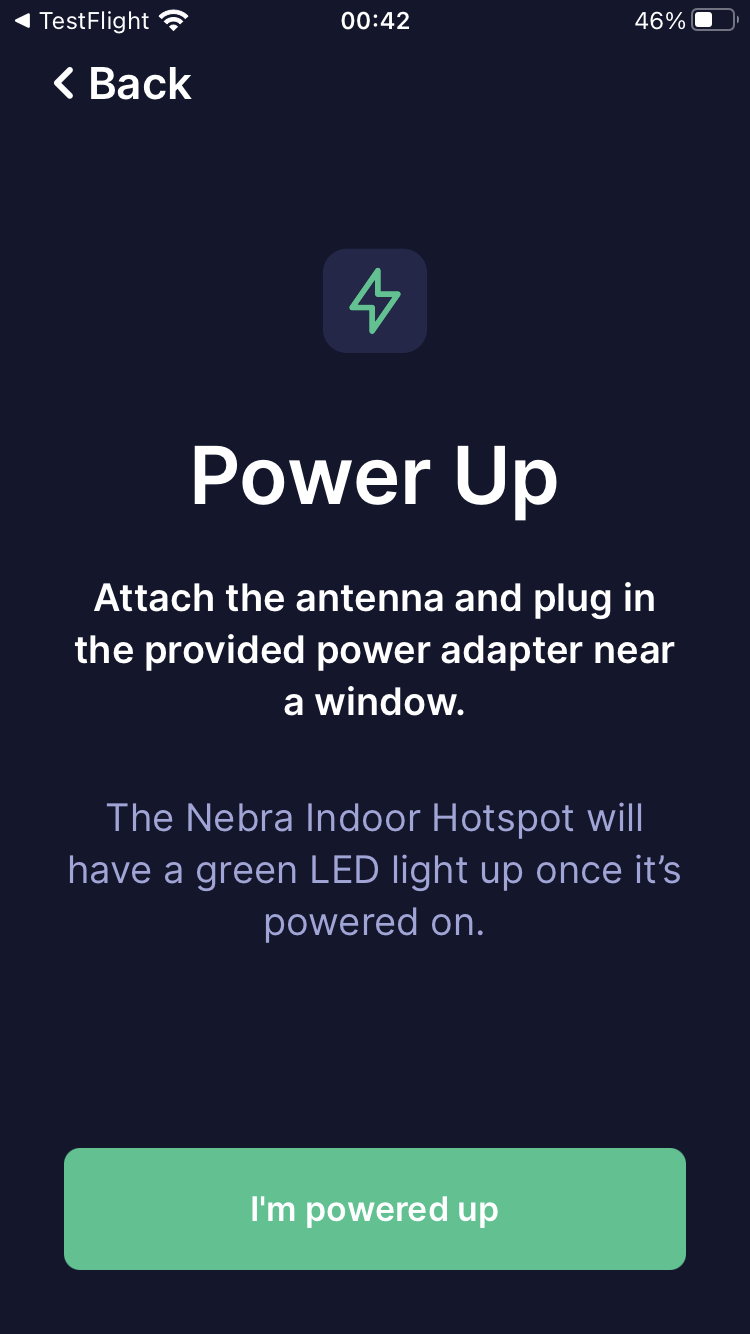 TestFlight 00:42 46%
Back
Power Up
Attach the antenna and plug in
the provided power adapter near
a window.
The Nebra Indoor Hotspot will
have a green LED light up once it’s
powered on.
I'm powered up